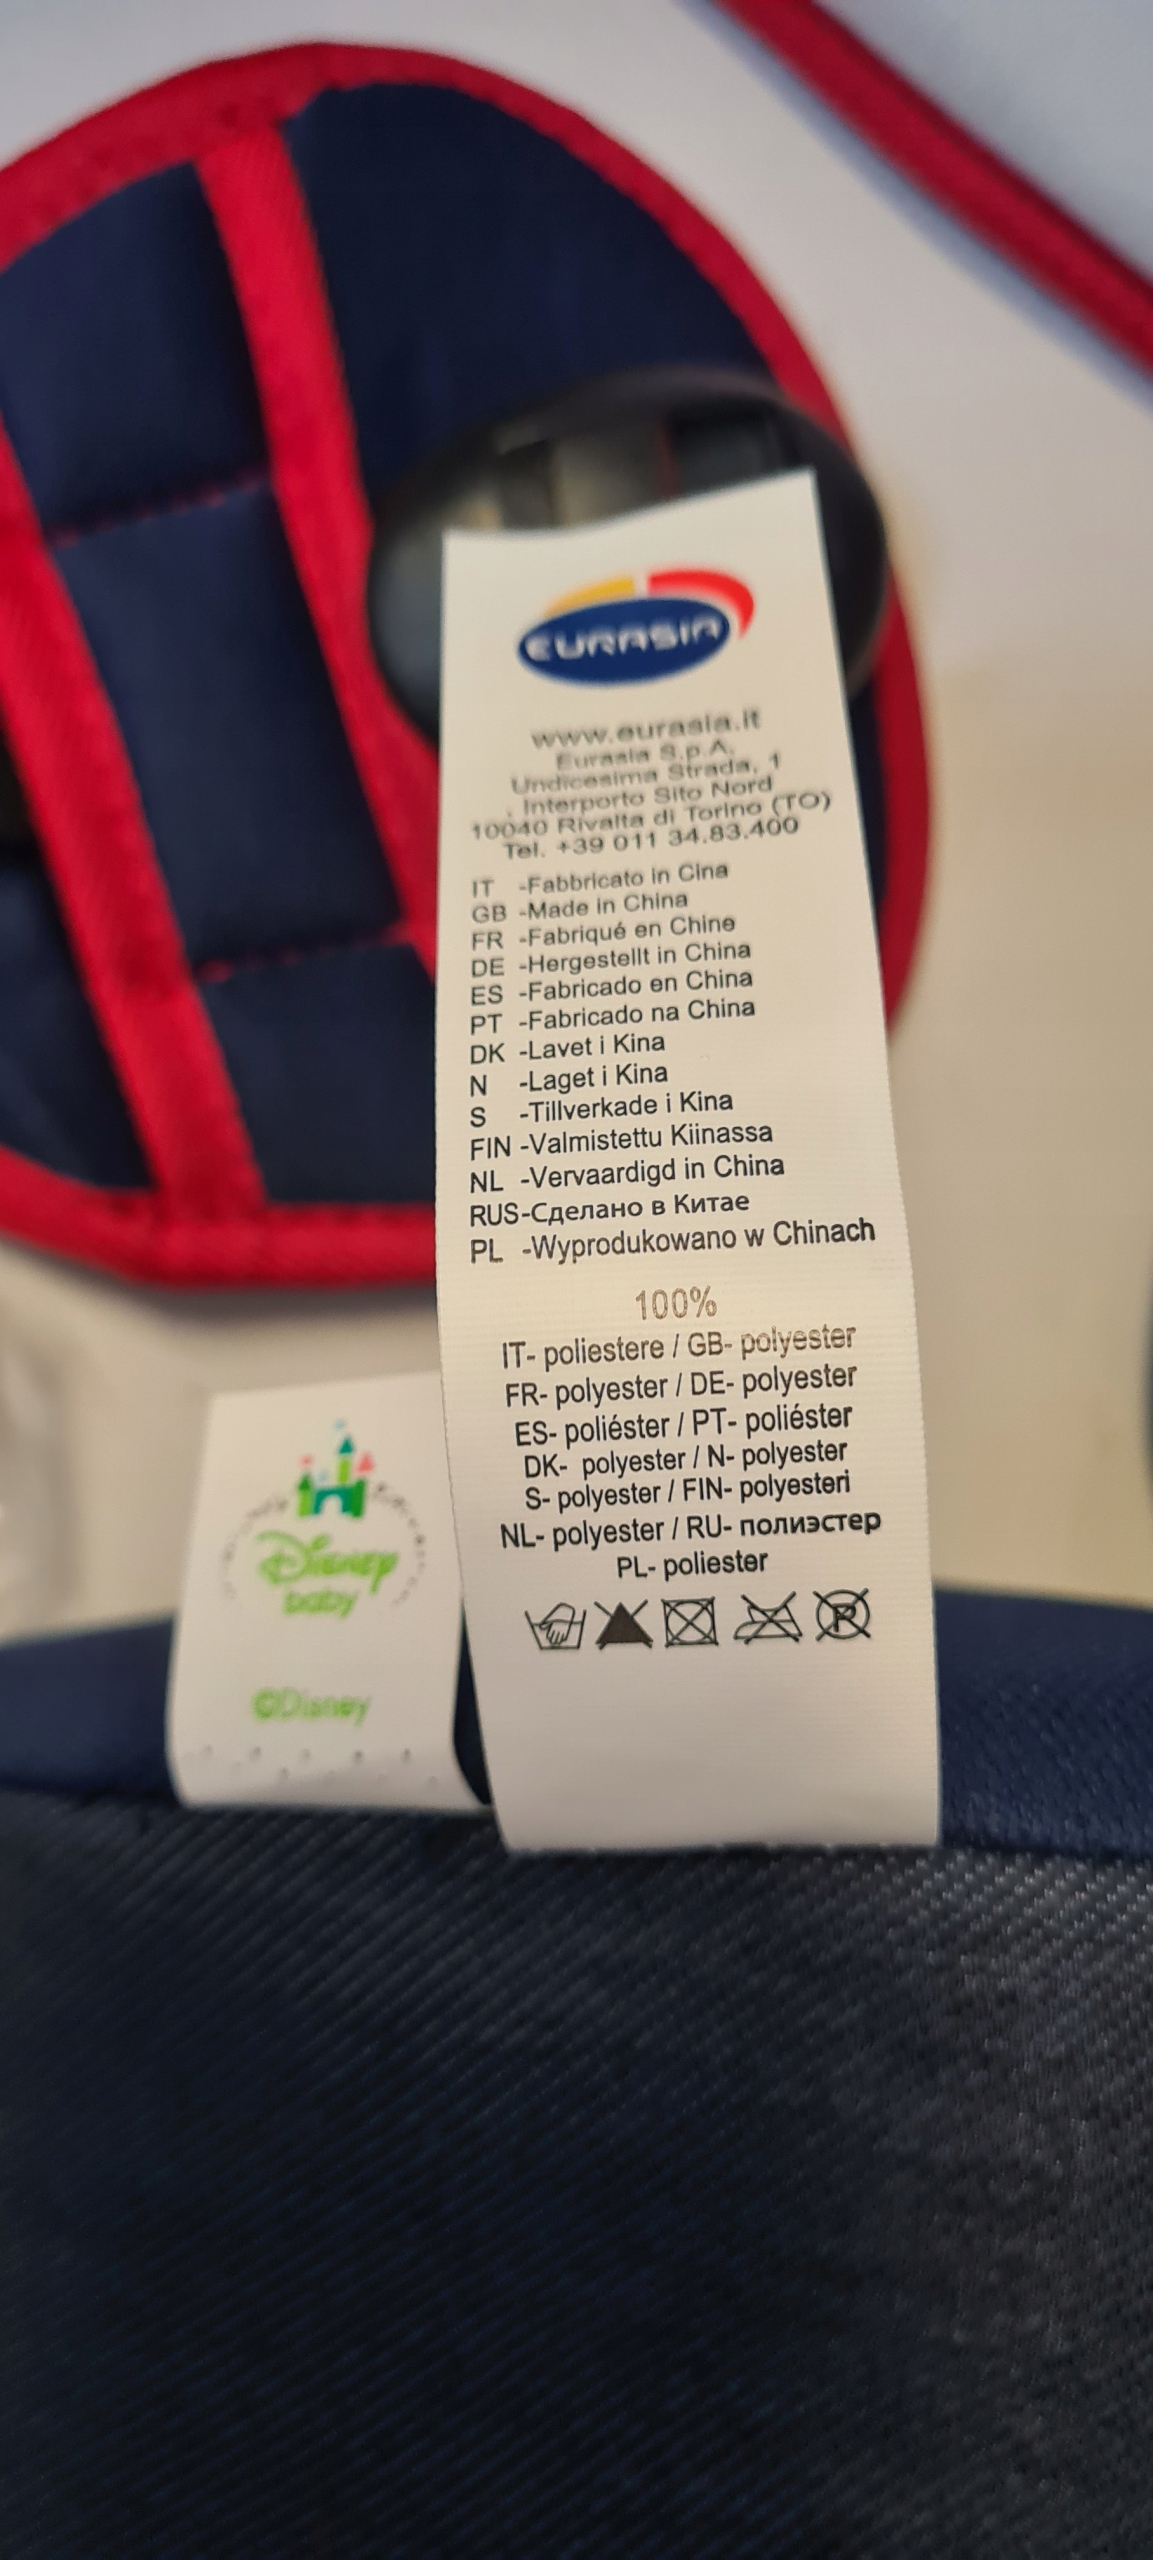 EURASIA
www.eurasia.it
Eurasia S.p.A.
Undicesima Strada, 1
, Interporto Sito Nord
10040 Rivalta di Torino (TO)
Tel. +39 011 34.83.400
IT -Fabbricato in Cina
GB -Made in China
FR -Fabriqué en Chine
DE -Hergestellt in China
ES -Fabricado en China
PT -Fabricado na China
DK -Lavet i Kina
N -Laget i Kina
S -Tillverkade i Kina
FIN -Valmistettu Kiinassa
NL -Vervaardigd in China
RUS-Сделано в Китае
PL -Wyprodukowano w Chinach
100%
IT- poliestere / GB- polyester
FR- polyester / DE- polyester
ES- poliéster / PT- poliéster
DK- polyester / N- polyester
S- polyester / FIN- polyesteri
NL- polyester / RU- полиэстер
PL- poliester
P
Disney
baby
©Disney